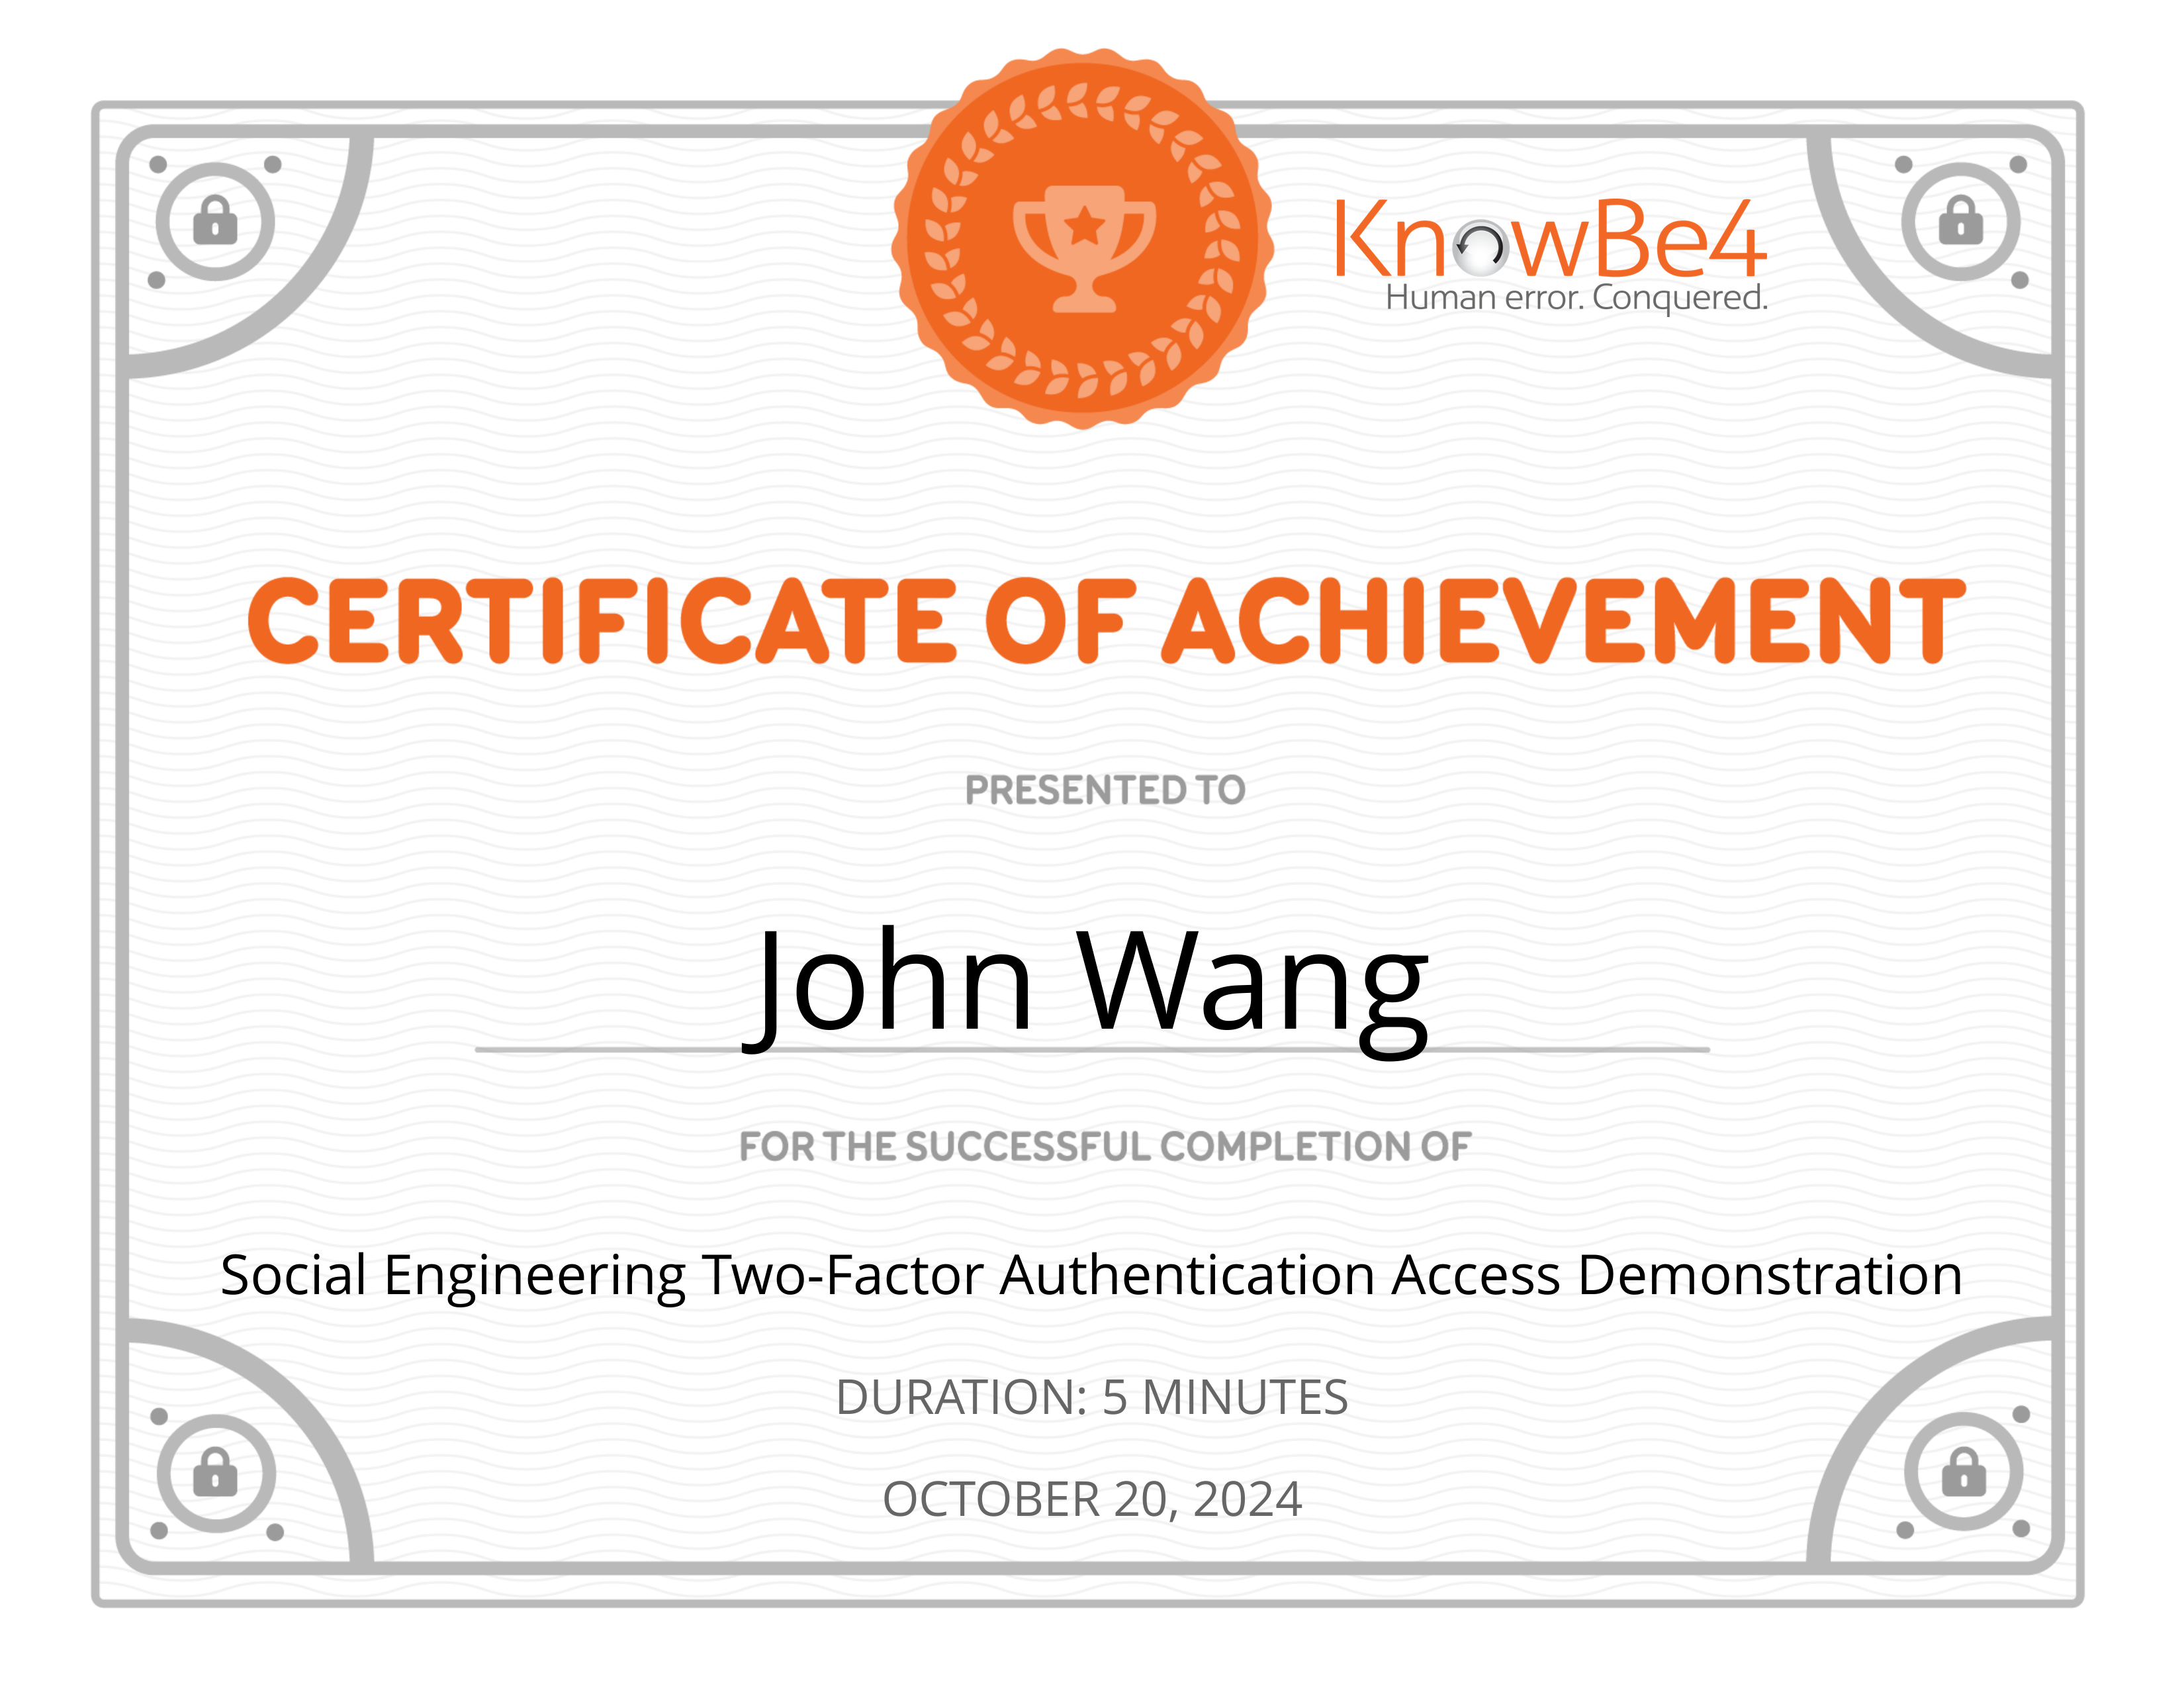 KnowBe4
Human error. Conquered.
CERTIFICATE OF ACHIEVEMENT
PRESENTED TO
John Wang
FOR THE SUCCESSFUL COMPLETION OF
Social Engineering Two-Factor Authentication Access Demonstration
DURATION: 5 MINUTES
OCTOBER 20, 2024